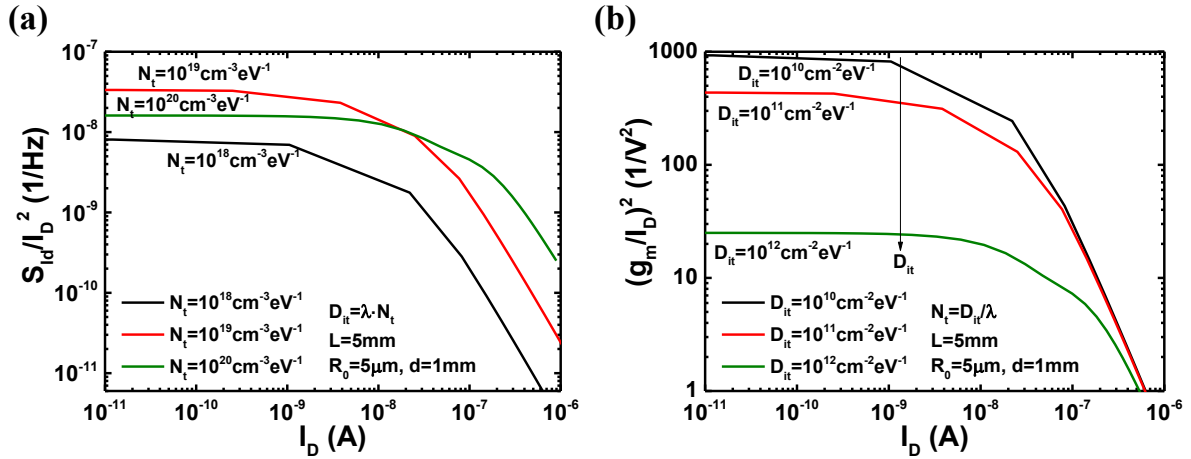 (a)
S_Id/I_D^2 (1/Hz)
10^-7
10^-8
10^-9
10^-10
10^-11
N_t=10^19cm^-3eV^-1
N_t=10^20cm^-3eV^-1
N_t=10^18cm^-3eV^-1
N_t=10^18cm^-3eV^-1
N_t=10^19cm^-3eV^-1
N_t=10^20cm^-3eV^-1
D_it=λ·N_t
L=5mm
R_0=5μm, d=1mm
10^-11 10^-10 10^-9 10^-8 10^-7 10^-6
I_D (A)
(b)
(g_m/I_D)^2 (1/V^2)
1000
100
10
1
D_it=10^10cm^-2eV^-1
D_it=10^11cm^-2eV^-1
D_it=10^12cm^-2eV^-1
D_it
D_it=10^10cm^-2eV^-1
D_it=10^11cm^-2eV^-1
D_it=10^12cm^-2eV^-1
N_t=D_it/λ
L=5mm
R_0=5μm, d=1mm
10^-11 10^-10 10^-9 10^-8 10^-7 10^-6
I_D (A)